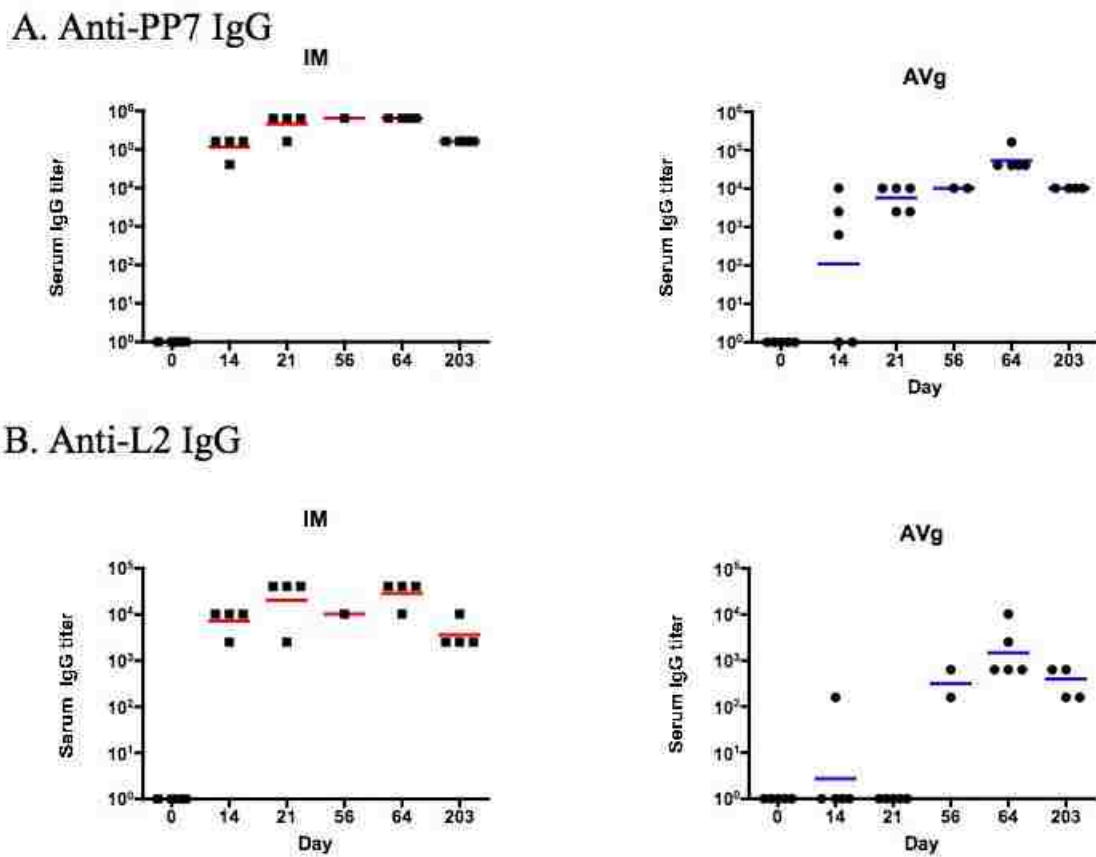 A. Anti-PP7 IgG
IM
Serum IgG titer
10⁶
10⁵
10⁴
10³
10²
10¹
10⁰
0 14 21 56 64 203
AVg
Serum IgG titer
10⁶
10⁵
10⁴
10³
10²
10¹
10⁰
0 14 21 56 64 203
Day
B. Anti-L2 IgG
IM
Serum IgG titer
10⁵
10⁴
10³
10²
10¹
10⁰
0 14 21 56 64 203
Day
AVg
Serum IgG titer
10⁵
10⁴
10³
10²
10¹
10⁰
0 14 21 56 64 203
Day